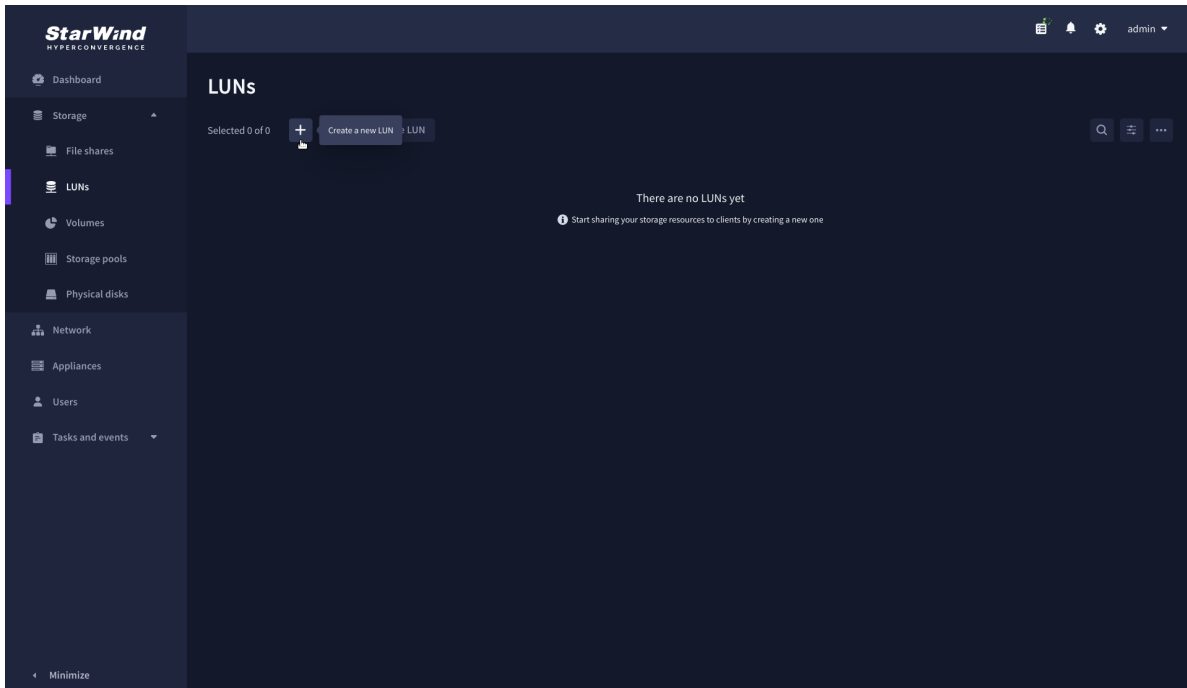 StarWind
HYPERCONVERGENCE
admin
Dashboard
Storage
File shares
LUNs
Volumes
Storage pools
Physical disks
Network
Appliances
Users
Tasks and events
Minimize
LUNs
Selected 0 of 0
Create a new LUN
LUN
There are no LUNs yet
Start sharing your storage resources to clients by creating a new one